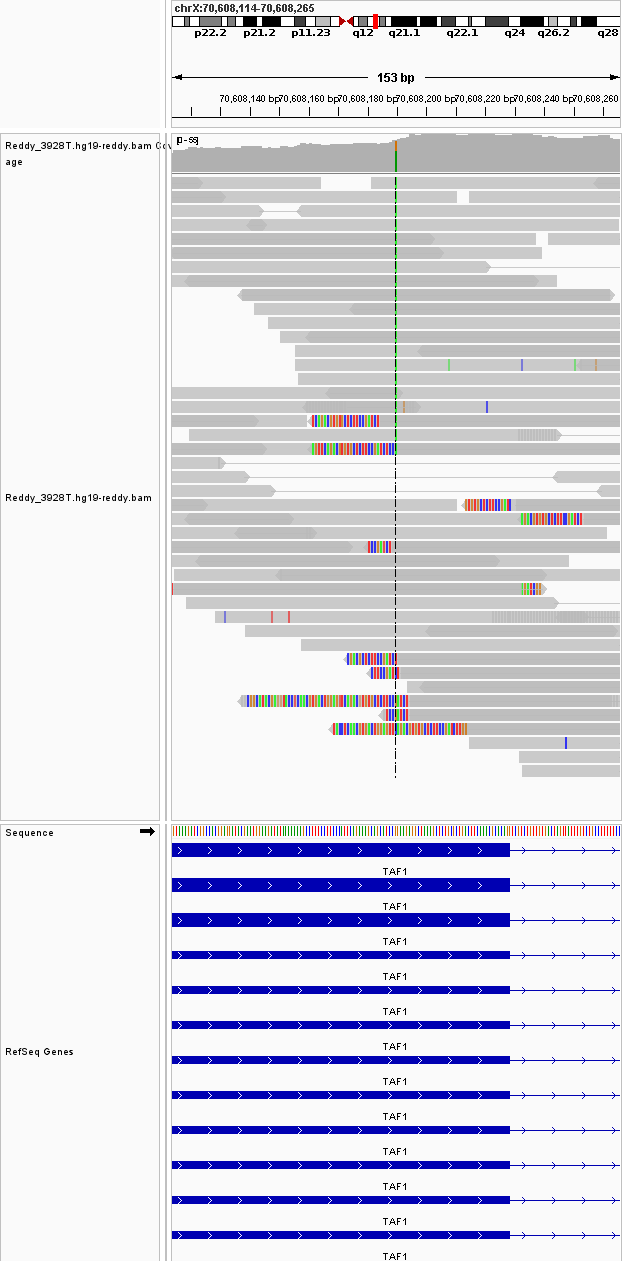 chrX:70,608,114-70,608,265
p22.2 p21.2 p11.23 q12 q21.1 q22.1 q24 q26.2 q28
153 bp
70,608,140 bp 70,608,160 bp 70,608,180 bp 70,608,200 bp 70,608,220 bp 70,608,240 bp 70,608,260
Reddy_3928T.hg19-reddy.bam Cov
age
Reddy_3928T.hg19-reddy.bam
Sequence
TAF1
TAF1
TAF1
TAF1
TAF1
TAF1
RefSeq Genes
TAF1
TAF1
TAF1
TAF1
TAF1
TAF1